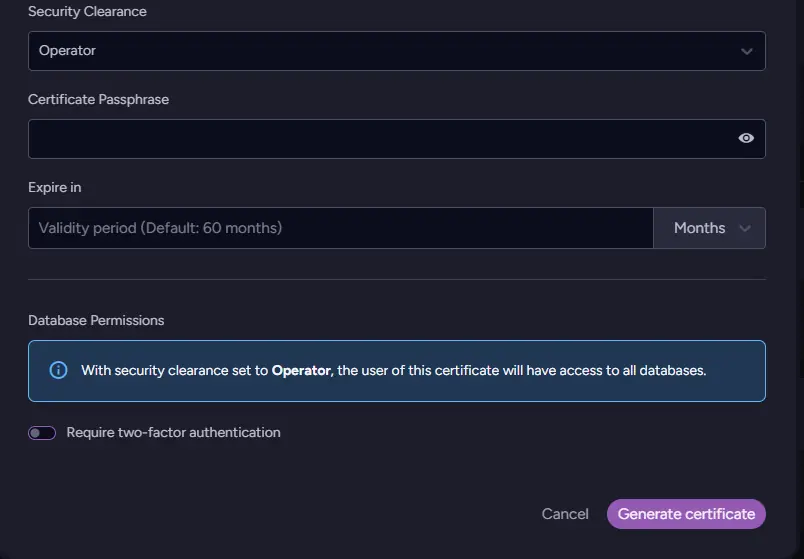 Security Clearance
Operator
Certificate Passphrase
Expire in
Validity period (Default: 60 months)
Months
Database Permissions
With security clearance set to Operator, the user of this certificate will have access to all databases.
Require two-factor authentication
Cancel
Generate certificate